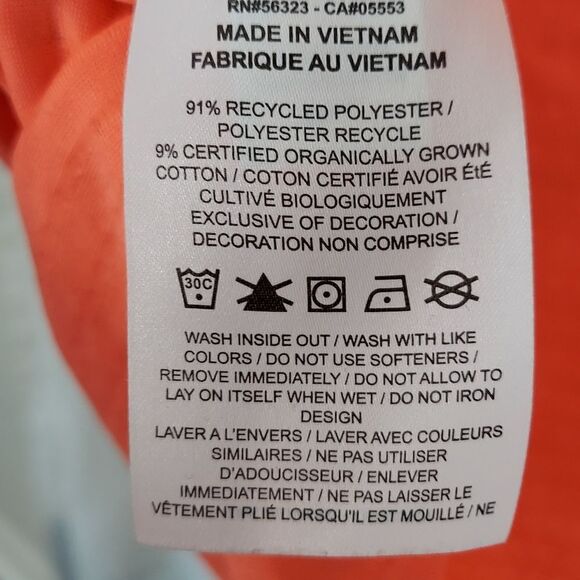 RN#56323 - CA#05553
MADE IN VIETNAM
FABRIQUE AU VIETNAM
91% RECYCLED POLYESTER /
POLYESTER RECYCLE
9% CERTIFIED ORGANICALLY GROWN
COTTON / COTON CERTIFIÉ AVOIR ÉtÉ
CULTIVÉ BIOLOGIQUEMENT
EXCLUSIVE OF DECORATION /
DECORATION NON COMPRISE
30C
WASH INSIDE OUT / WASH WITH LIKE
COLORS / DO NOT USE SOFTENERS /
REMOVE IMMEDIATELY / DO NOT ALLOW TO
LAY ON ITSELF WHEN WET / DO NOT IRON
DESIGN
LAVER A L'ENVERS / LAVER AVEC COULEURS
SIMILAIRES / NE PAS UTILISER
D'ADOUCISSEUR / ENLEVER
IMMEDIATEMENT / NE PAS LAISSER LE
VÊTEMENT PLIÉ LORSQU'IL EST MOUILLÉ / NE